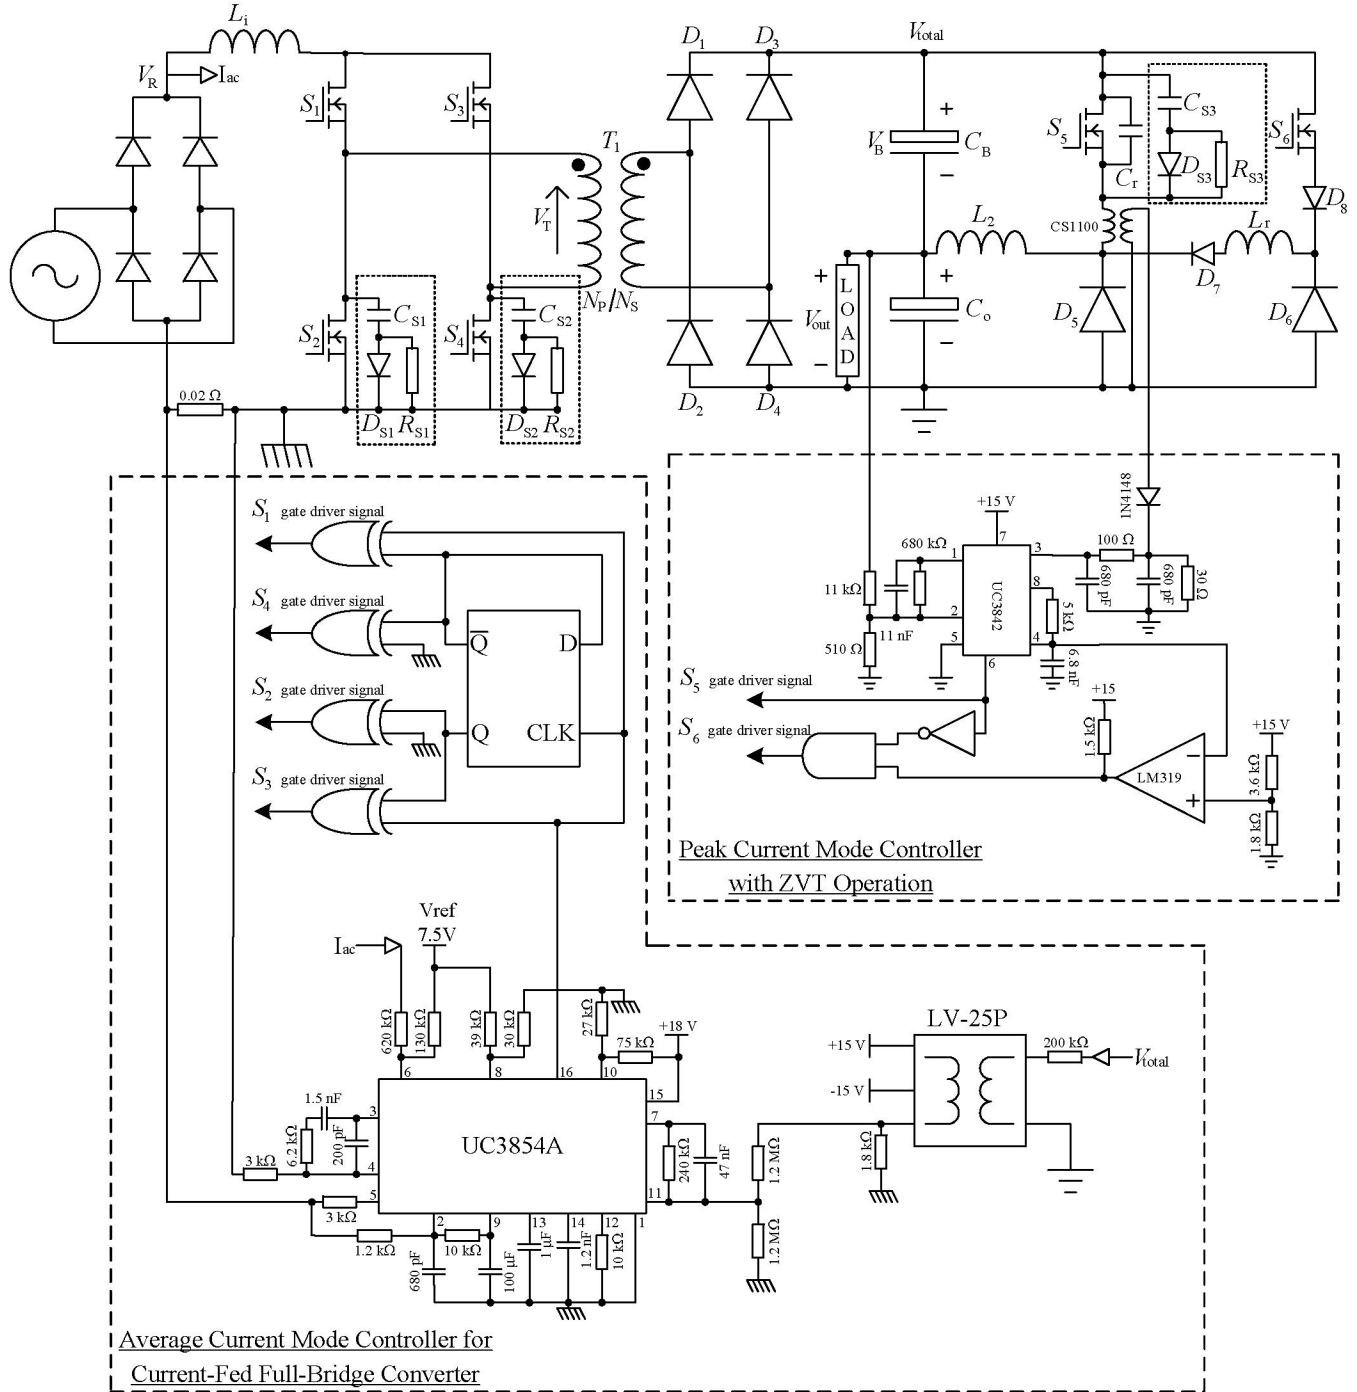 Li
D1
D3
Vtotal
VR
Iac
S1
S3
S5
CS3
S6
T1
VB
+
CB
−
Cr
DS3
RS3
D8
VT
CS1100
L2
Lr
D7
NP/NS
+
Vout
−
LOAD
+
Co
−
D5
D6
CS1
CS2
S2
S4
0.02 Ω
DS1
RS1
DS2
RS2
D2
D4
S1 gate driver signal
S4 gate driver signal
S2 gate driver signal
S3 gate driver signal
Q
D
Q
CLK
+15 V
1N4148
7
680 kΩ
1
3
100 Ω
UC3842
8
680 pF
680 pF
30 Ω
11 kΩ
2
5 kΩ
11 nF
510 Ω
5
4
6
6.8 nF
S5 gate driver signal
S6 gate driver signal
+15
1.5 kΩ
+15 V
LM319
−
+
3.6 kΩ
1.8 kΩ
Peak Current Mode Controller
with ZVT Operation
Vref
7.5V
Iac
620 kΩ
130 kΩ
39 kΩ
30 kΩ
27 kΩ
75 kΩ
+18 V
6
8
16
10
15
7
11
UC3854A
1.5 nF
3
6.2 kΩ
200 pF
4
3 kΩ
5
3 kΩ
240 kΩ
47 nF
1.2 MΩ
1.2 MΩ
1.8 kΩ
LV-25P
+15 V
-15 V
200 kΩ
Vtotal
2
9
13
14
12
1
1.2 kΩ
10 kΩ
680 pF
100 μF
1 μF
1.2 nF
10 kΩ
Average Current Mode Controller for
Current-Fed Full-Bridge Converter